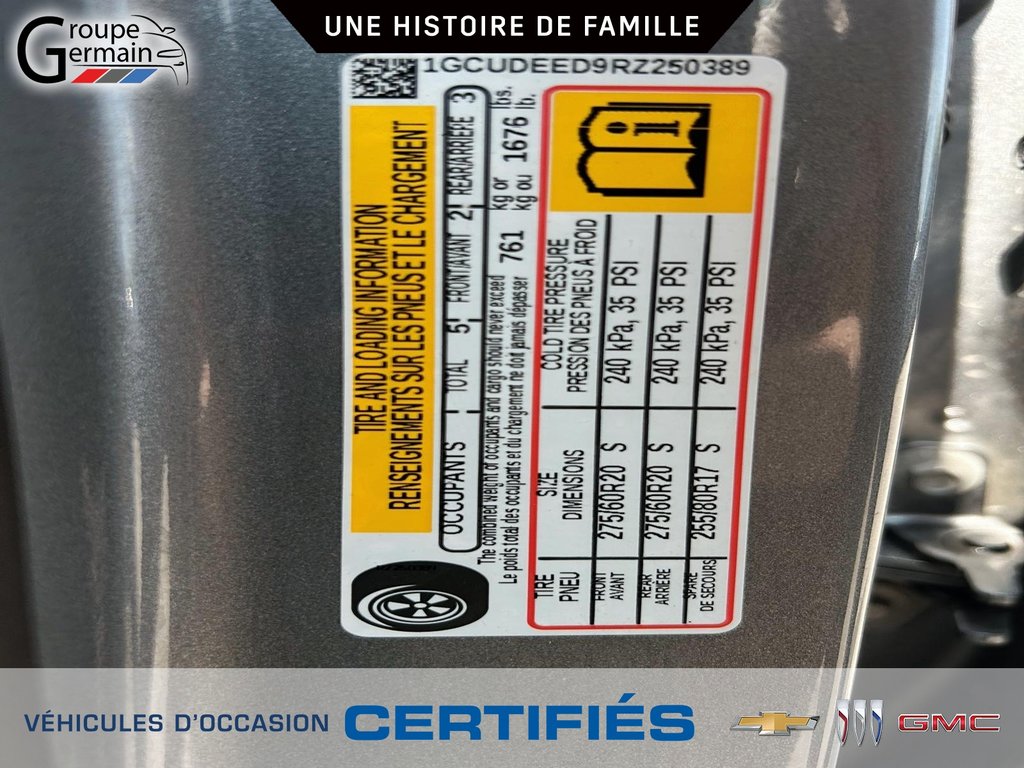 Groupe
Germain
UNE HISTOIRE DE FAMILLE
1GCUDEED9RZ250389
TIRE AND LOADING INFORMATION
RENSEIGNEMENTS SUR LES PNEUS ET LE CHARGEMENT
OCCUPANTS TOTAL 5 FRONT/AVANT 2 REAR/ARRIÈRE 3
The combined weight of occupants and cargo should never exceed 761 kg or 1676 lbs.
Le poids total des occupants et du chargement ne doit jamais dépasser 761 kg ou 1676 lb.
TIRE SIZE COLD TIRE PRESSURE
PNEU DIMENSIONS PRESSION DES PNEUS À FROID
FRONT
AVANT 275/60R20 S 240 kPa, 35 PSI
REAR
ARRIÈRE 275/60R20 S 240 kPa, 35 PSI
SPARE
DE SECOURS 255/80R17 S 240 kPa, 35 PSI
VÉHICULES D'OCCASION CERTIFIÉS
GMC